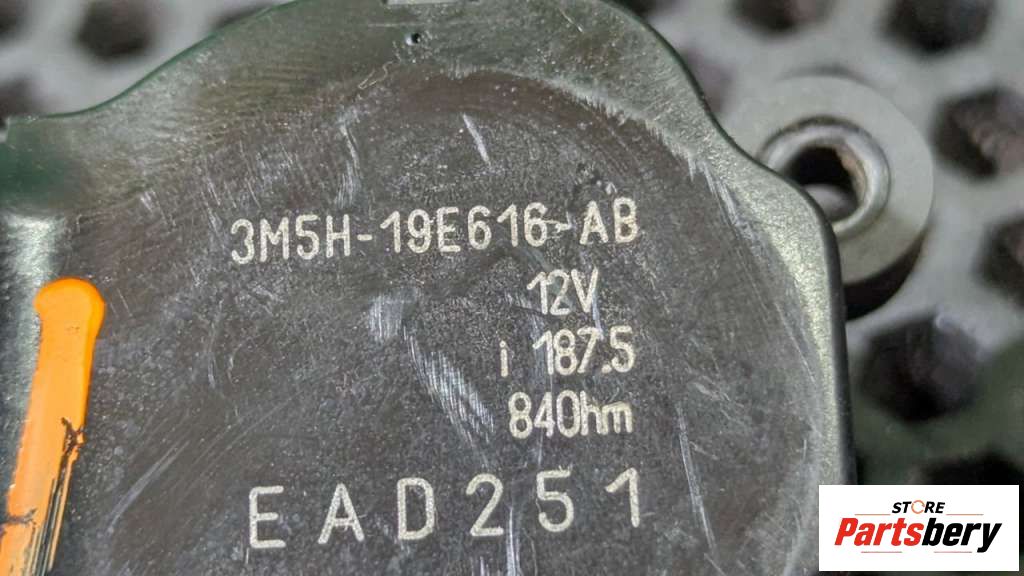 3M5H-19E616-AB
12V
i 187.5
84Ohm
EAD251
STORE
Partsbery